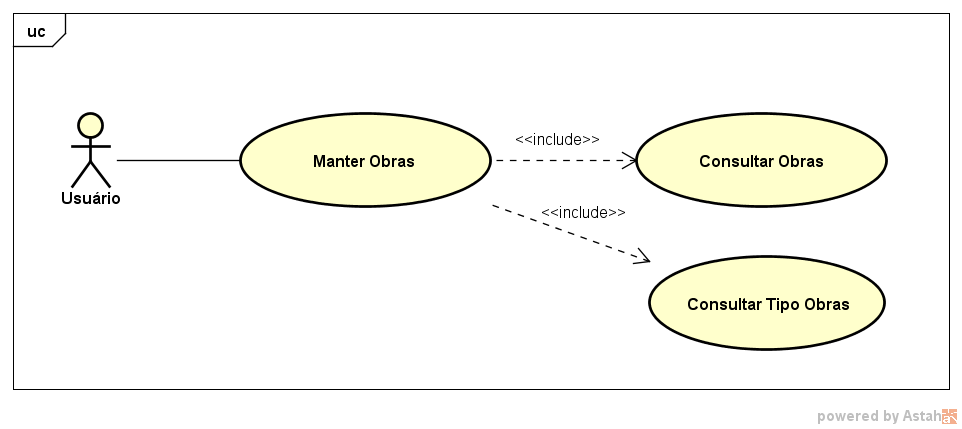 uc
<<include>>
Manter Obras
Consultar Obras
Usuário
<<include>>
Consultar Tipo Obras
powered by Astah